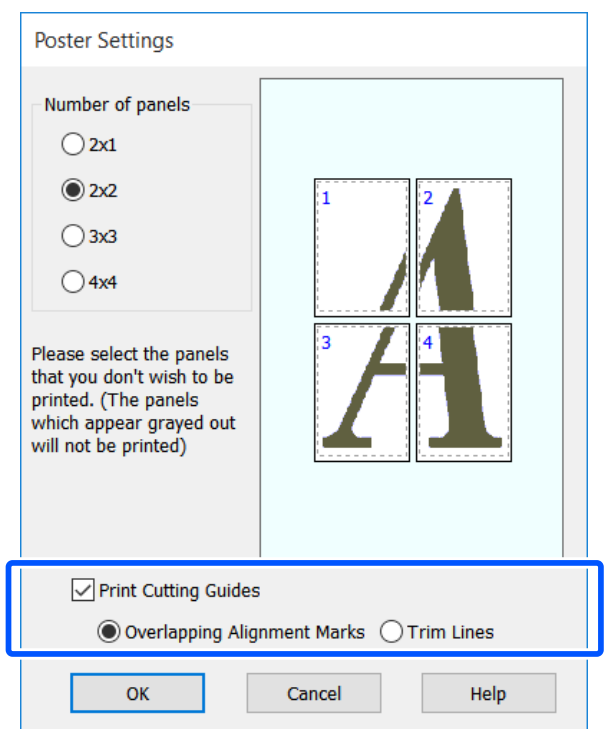 Poster Settings
Number of panels
2x1
2x2
3x3
4x4
1
2
3
4
Please select the panels
that you don't wish to be
printed. (The panels
which appear grayed out
will not be printed)
Print Cutting Guides
Overlapping Alignment Marks
Trim Lines
OK
Cancel
Help